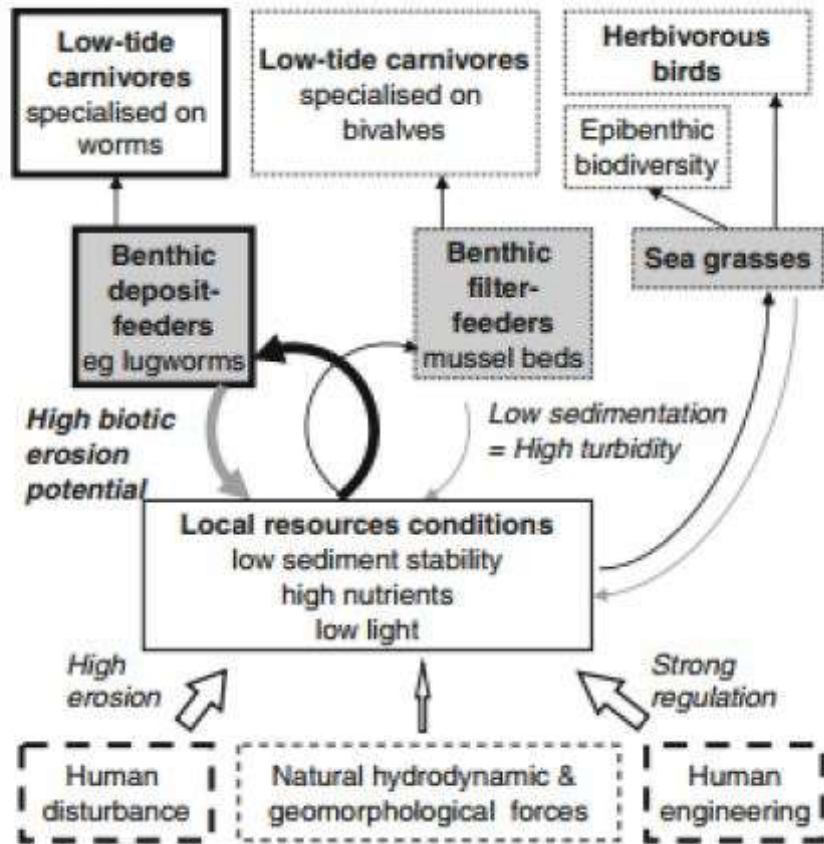 Low-tide
carnivores
specialised on
worms
Low-tide carnivores
specialised on
bivalves
Herbivorous
birds
Epibenthic
biodiversity
Benthic
deposit-
feeders
eg lugworms
Benthic
filter-
feeders
mussel beds
Sea grasses
High biotic
erosion
potential
Low sedimentation
= High turbidity
Local resources conditions
low sediment stability
high nutrients
low light
High
erosion
Strong
regulation
Human
disturbance
Natural hydrodynamic &
geomorphological forces
Human
engineering